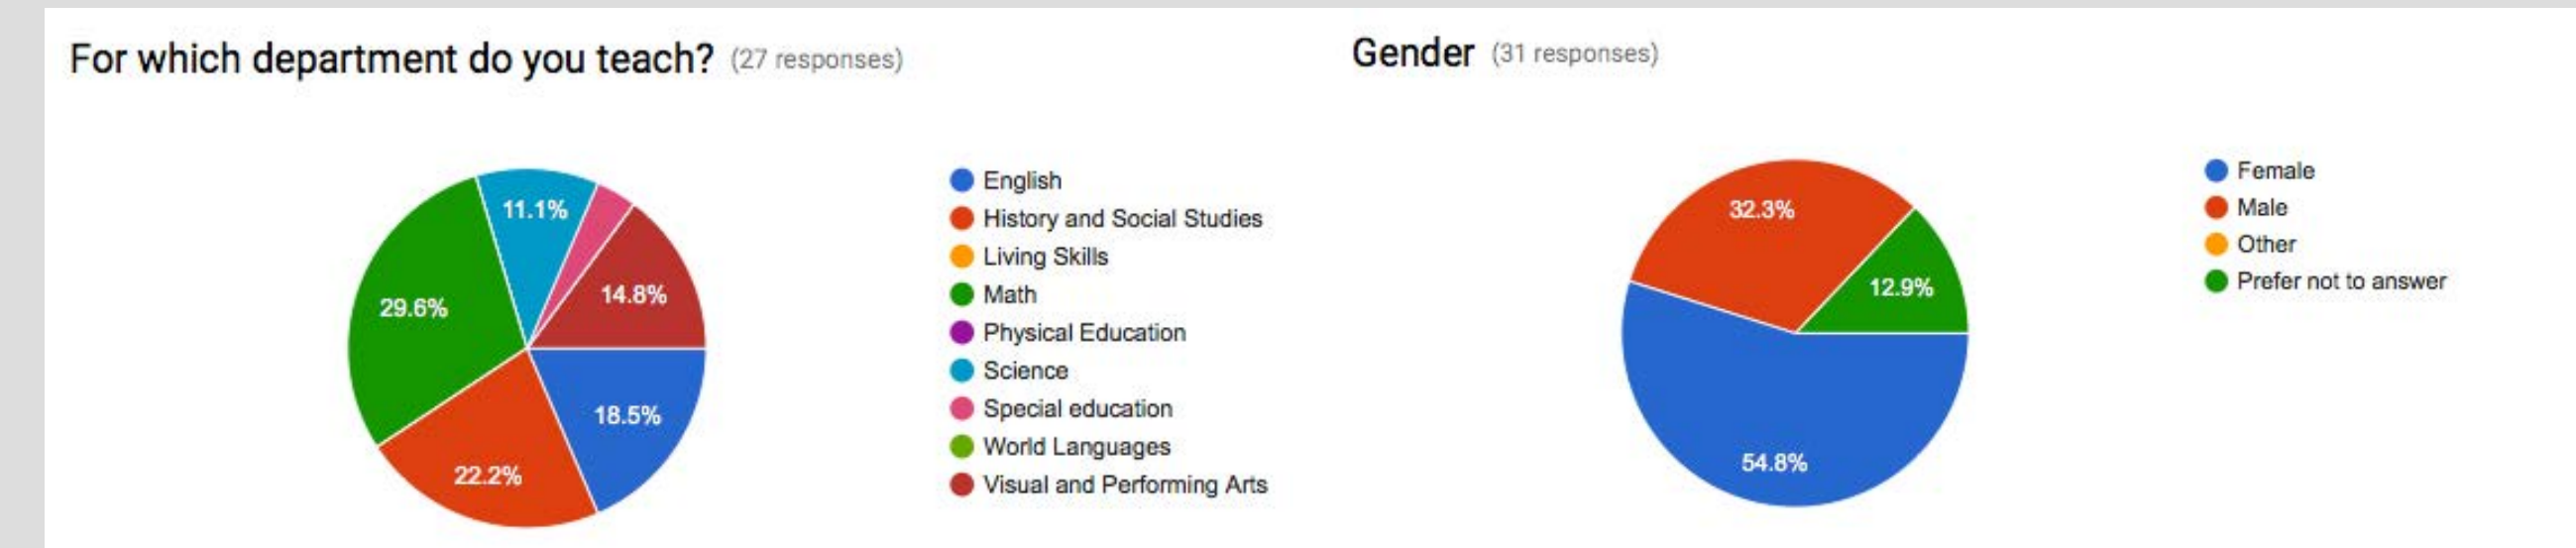 For which department do you teach? (27 responses)
11.1%
14.8%
29.6%
18.5%
22.2%
English
History and Social Studies
Living Skills
Math
Physical Education
Science
Special education
World Languages
Visual and Performing Arts
Gender (31 responses)
32.3%
12.9%
54.8%
Female
Male
Other
Prefer not to answer